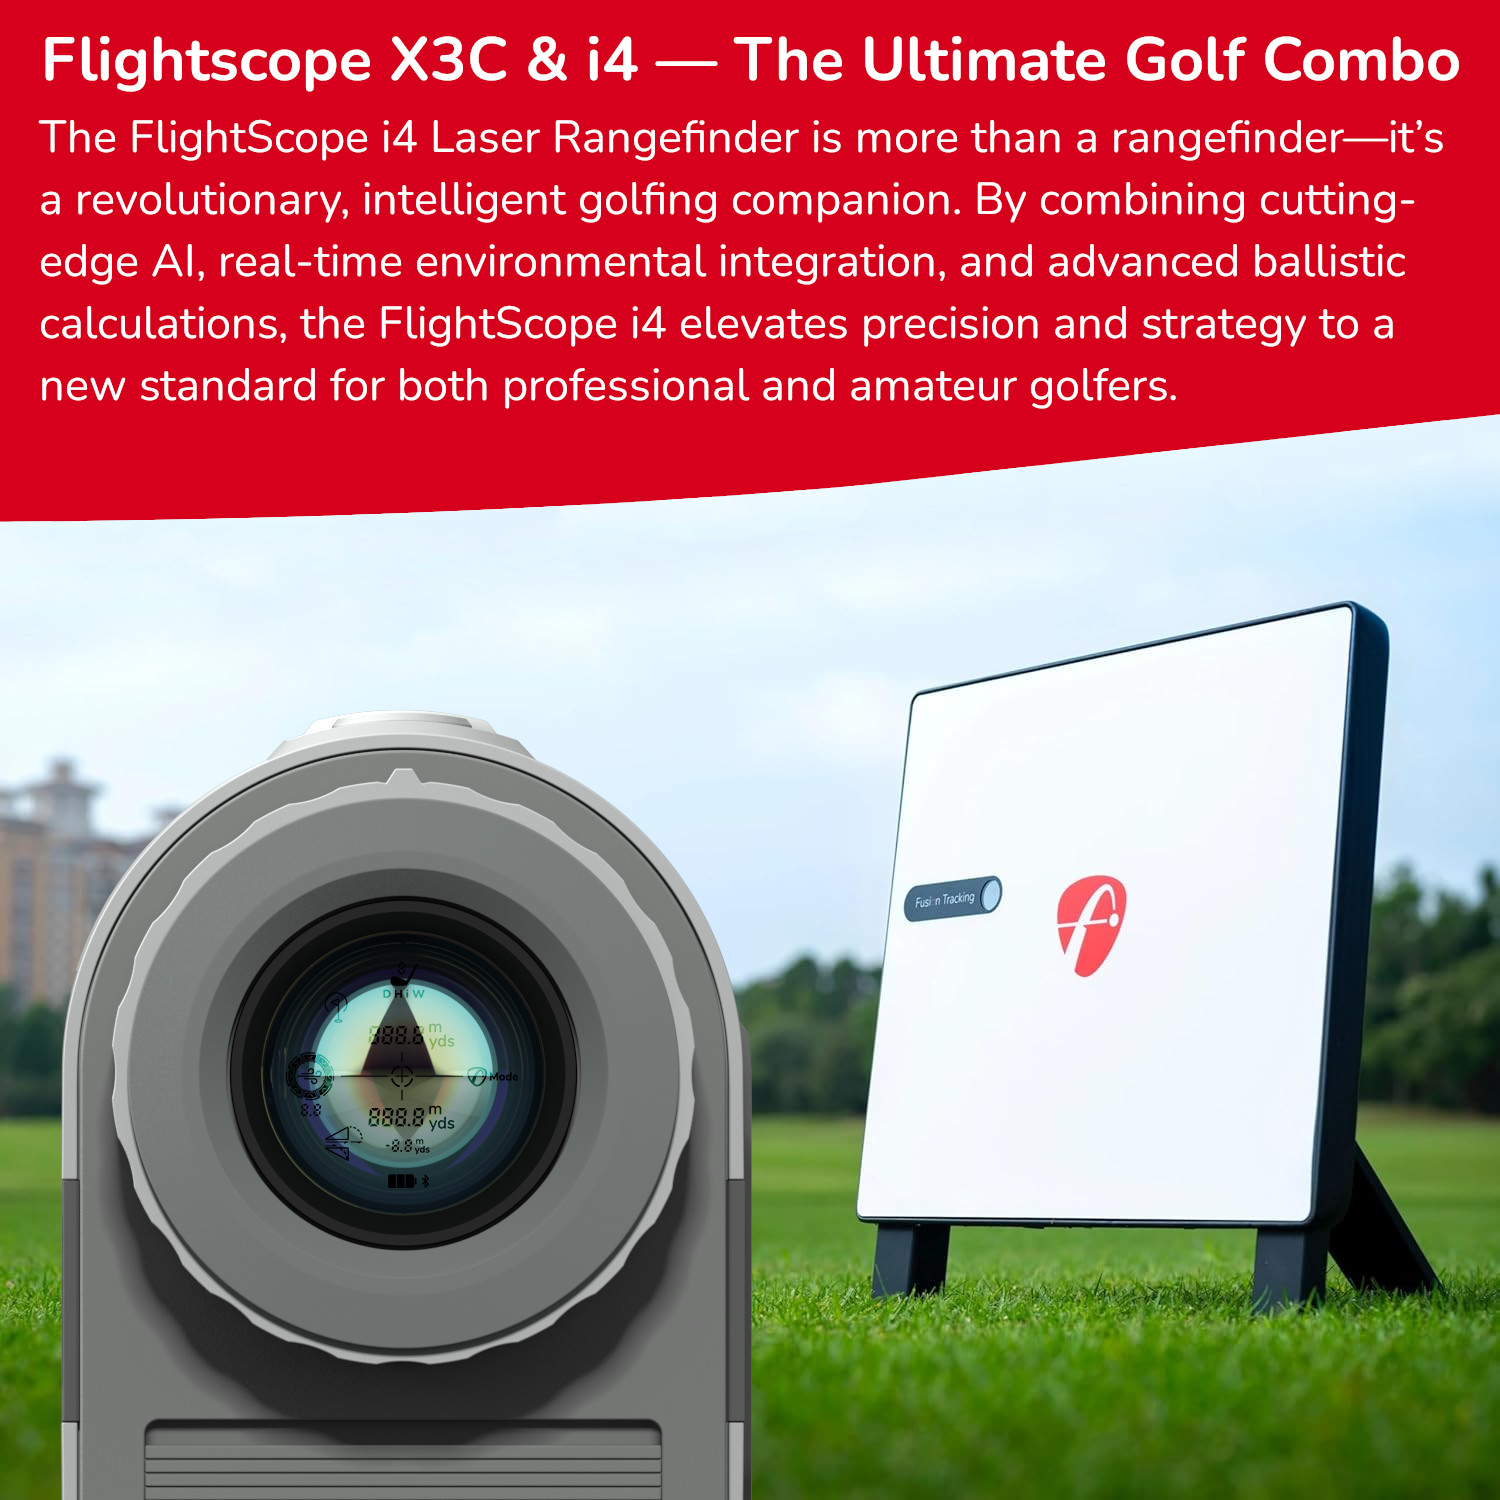 Flightscope X3C & i4 — The Ultimate Golf Combo
The FlightScope i4 Laser Rangefinder is more than a rangefinder—it’s
a revolutionary, intelligent golfing companion. By combining cutting-
edge AI, real-time environmental integration, and advanced ballistic
calculations, the FlightScope i4 elevates precision and strategy to a
new standard for both professional and amateur golfers.
Fusion Tracking
DHiW
888.8 m
yds
Mode
8.8
888.8 m
yds
-8.8 m
yds